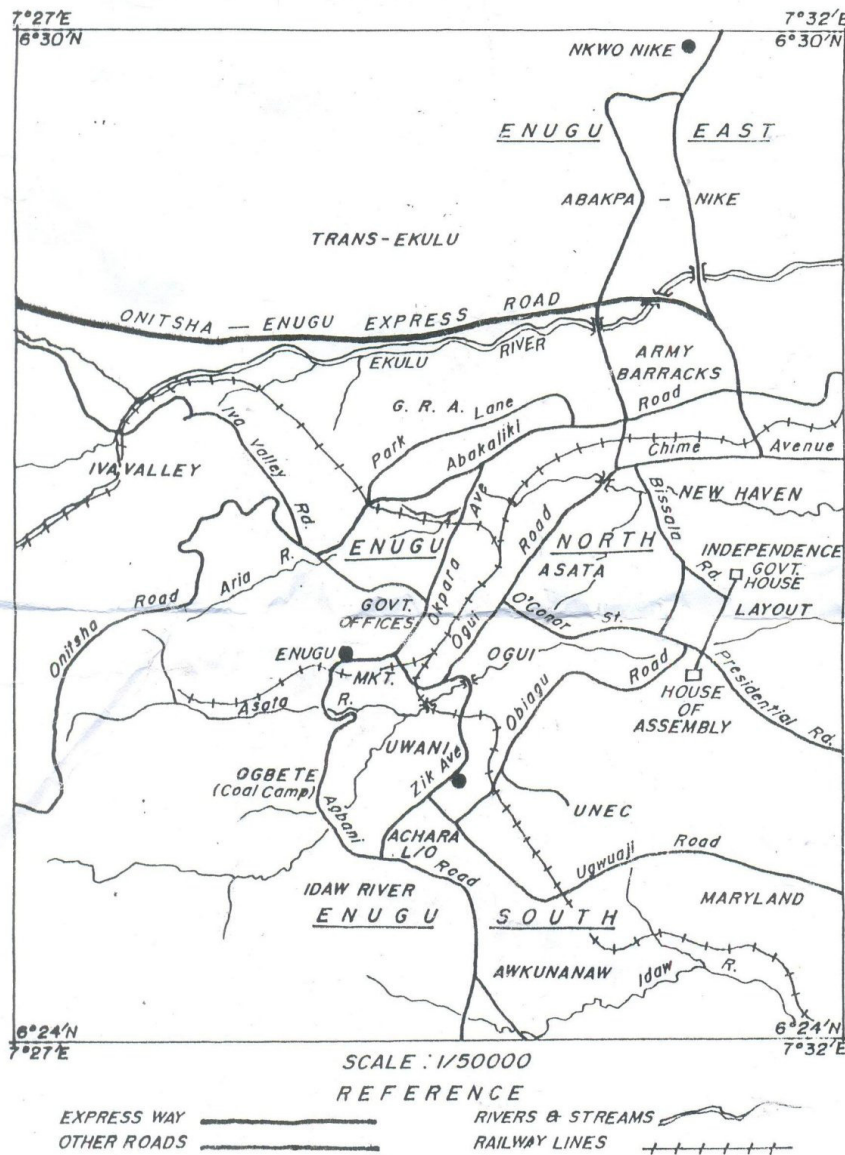 7°27'E
7°32'E
6°30'N
6°30'N
NKWO NIKE
ENUGU EAST
ABAKPA - NIKE
TRANS-EKULU
ONITSHA — ENUGU EXPRESS ROAD
EKULU RIVER
ARMY
BARRACKS
G. R. A.
Park Lane
Abakaliki Road
Iva Valley Rd.
IVA VALLEY
Chime Avenue
NEW HAVEN
Bissala Rd.
ENUGU NORTH
Okpara Ave
Ogui Road
ASATA
INDEPENDENCE
GOVT.
HOUSE
LAYOUT
Aria R.
Onitsha Road
GOVT.
OFFICES
O'Conor St.
ENUGU
MKT.
OGUI
Obiagu Road
HOUSE
OF
ASSEMBLY
Presidential Rd.
Asata R.
UWANI
Zik Ave
OGBETE
(Coal Camp)
Agbani Road
UNEC
ACHARA
L/O
Ugwuaji Road
IDAW RIVER
MARYLAND
ENUGU SOUTH
AWKUNANAW
Idaw R.
6°24'N
6°24'N
7°27'E
7°32'E
SCALE : 1/50000
REFERENCE
EXPRESS WAY
RIVERS & STREAMS
OTHER ROADS
RAILWAY LINES